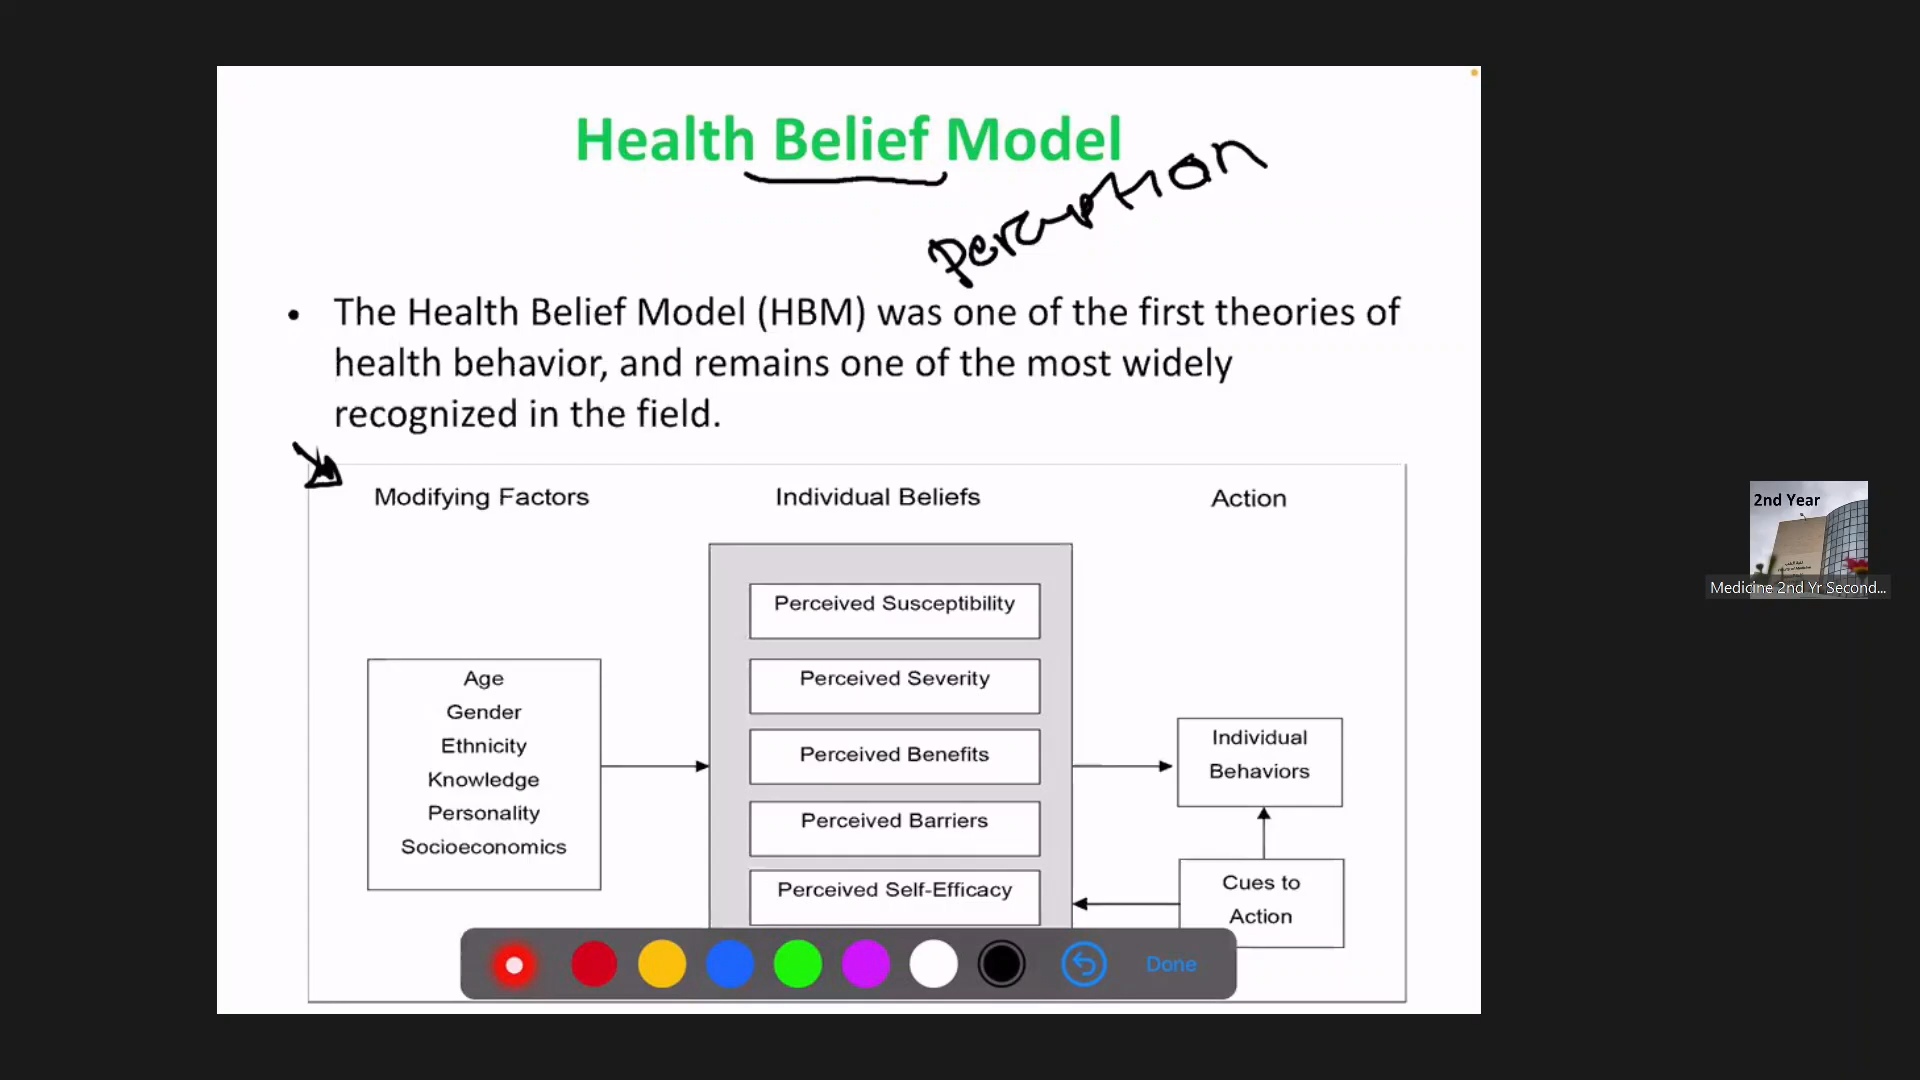 Health Belief Model
perception
• The Health Belief Model (HBM) was one of the first theories of
health behavior, and remains one of the most widely
recognized in the field.
Modifying Factors
Individual Beliefs
Action
Age
Gender
Ethnicity
Knowledge
Personality
Socioeconomics
Perceived Susceptibility
Perceived Severity
Perceived Benefits
Perceived Barriers
Perceived Self-Efficacy
Individual
Behaviors
Cues to
Action
Done
2nd Year
Medicine 2nd Yr Second...